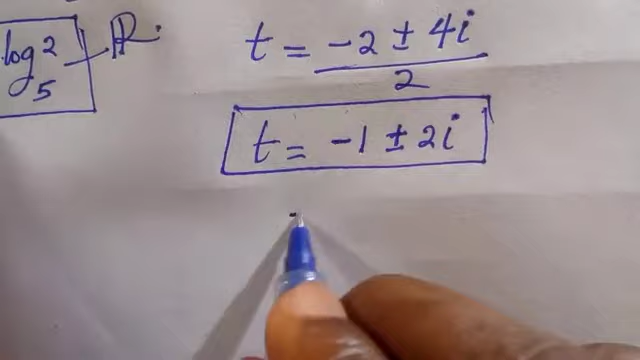 log 2
5
ℝ.
t = -2 ± 4i
2
t = -1 ± 2i